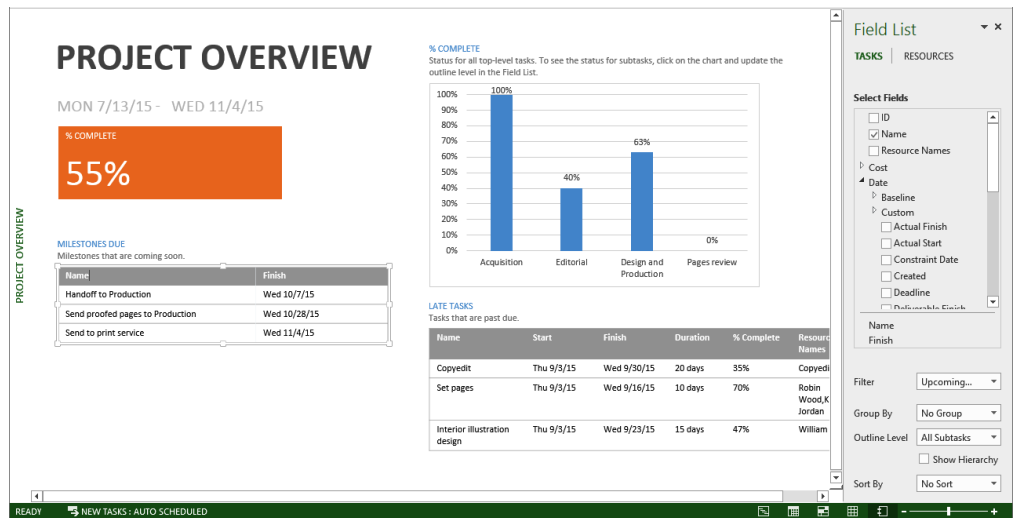 PROJECT OVERVIEW
MON 7/13/15 - WED 11/4/15
% COMPLETE
55%
MILESTONES DUE
Milestones that are coming soon.
Name Finish
Handoff to Production Wed 10/7/15
Send proofed pages to Production Wed 10/28/15
Send to print service Wed 11/4/15
PROJECT OVERVIEW
% COMPLETE
Status for all top-level tasks. To see the status for subtasks, click on the chart and update the
outline level in the Field List.
100%
90%
80%
70%
60%
50%
40%
30%
20%
10%
0%
100%
40%
63%
0%
Acquisition Editorial Design and Pages review
Production
LATE TASKS
Tasks that are past due.
Name Start Finish Duration % Complete Resourc
Names
Copyedit Thu 9/3/15 Wed 9/30/15 20 days 35% Copyedi
Set pages Thu 9/3/15 Wed 9/16/15 10 days 70% Robin
Wood,K
Jordan
Interior illustration Thu 9/3/15 Wed 9/23/15 15 days 47% William
design
Field List
TASKS RESOURCES
Select Fields
ID
Name
Resource Names
Cost
Date
Baseline
Custom
Actual Finish
Actual Start
Constraint Date
Created
Deadline
Deliverable Finish
Name
Finish
Filter Upcoming...
Group By No Group
Outline Level All Subtasks
Show Hierarchy
Sort By No Sort
READY NEW TASKS : AUTO SCHEDULED